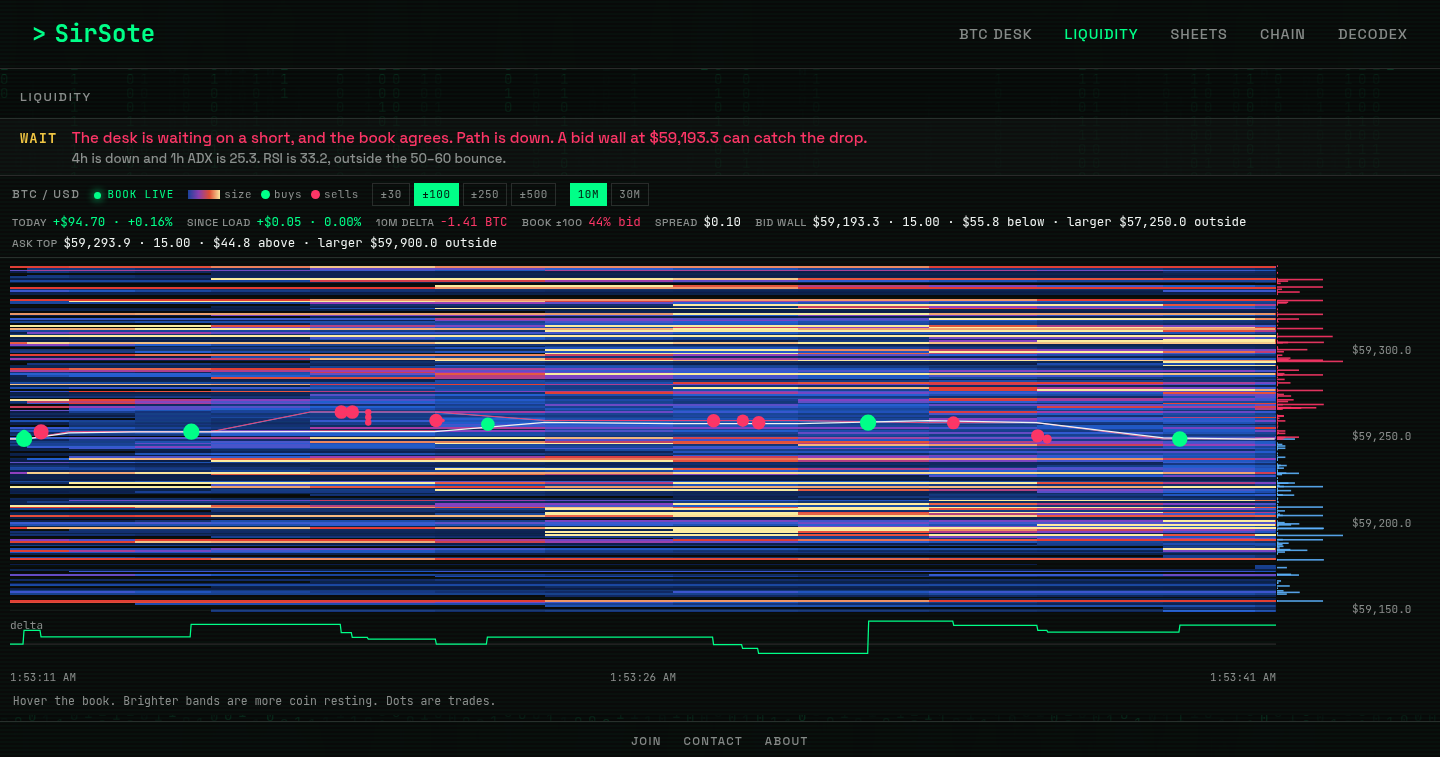 > SirSote
BTC DESK LIQUIDITY SHEETS CHAIN DECODEX
LIQUIDITY
WAIT The desk is waiting on a short, and the book agrees. Path is down. A bid wall at $59,193.3 can catch the drop.
4h is down and 1h ADX is 25.3. RSI is 33.2, outside the 50–60 bounce.
BTC / USD BOOK LIVE size buys sells ±30 ±100 ±250 ±500 10M 30M
TODAY +$94.70 · +0.16% SINCE LOAD +$0.05 · 0.00% 10M DELTA -1.41 BTC BOOK ±100 44% bid SPREAD $0.10 BID WALL $59,193.3 · 15.00 · $55.8 below · larger $57,250.0 outside
ASK TOP $59,293.9 · 15.00 · $44.8 above · larger $59,900.0 outside
$59,300.0
$59,250.0
$59,200.0
$59,150.0
delta
1:53:11 AM 1:53:26 AM 1:53:41 AM
Hover the book. Brighter bands are more coin resting. Dots are trades.
JOIN CONTACT ABOUT